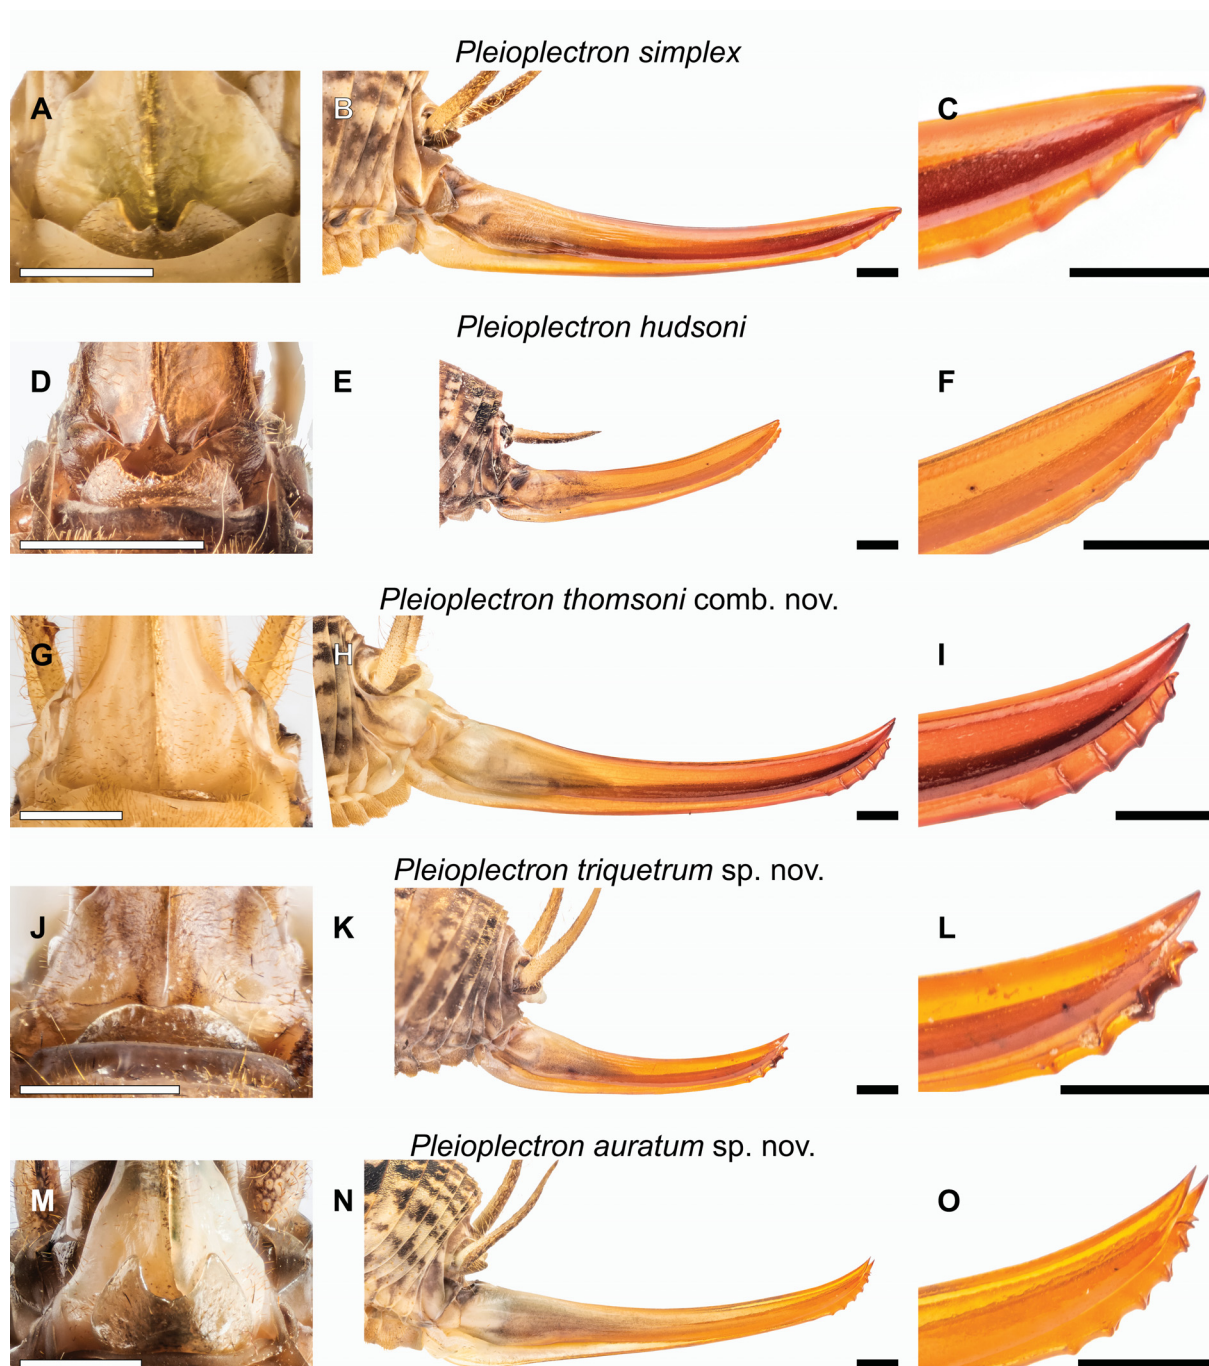 Pleioplectron simplex
A
B
C
Pleioplectron hudsoni
D
E
F
Pleioplectron thomsoni comb. nov.
G
H
I
Pleioplectron triquetrum sp. nov.
J
K
L
Pleioplectron auratum sp. nov.
M
N
O